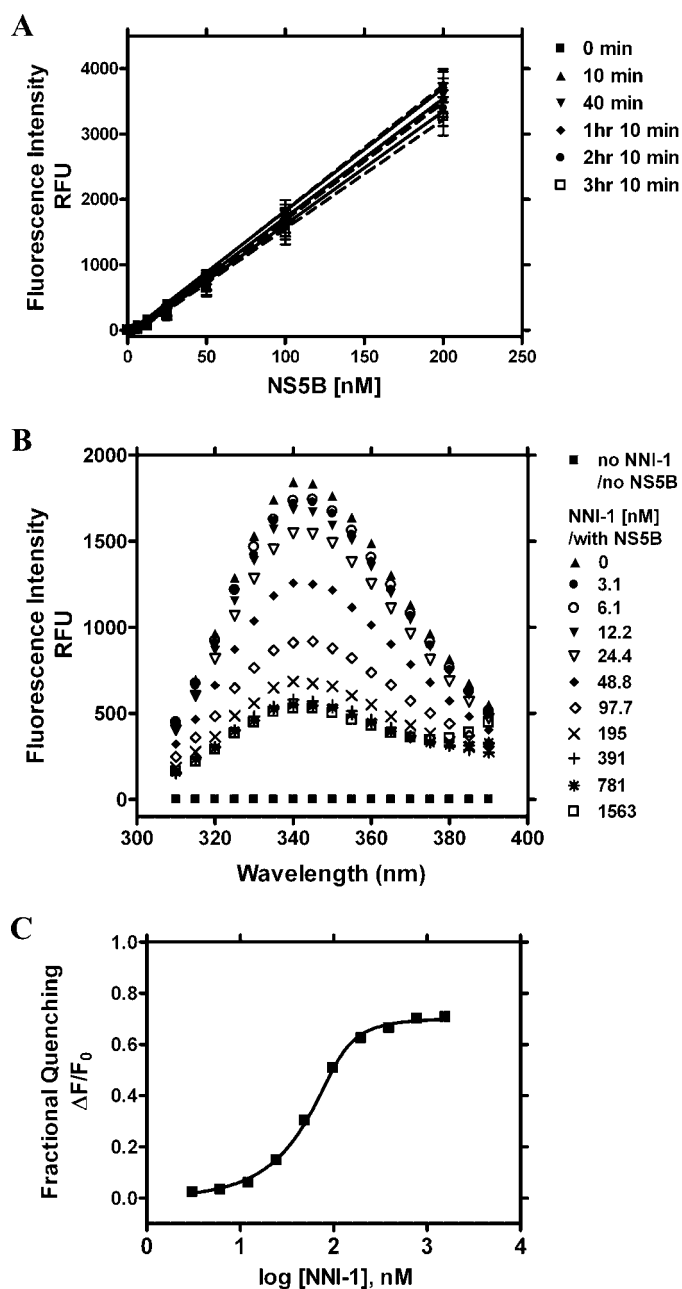 A
Fluorescence Intensity
RFU
4000
3000
2000
1000
0
0
50
100
150
200
250
NS5B [nM]
0 min
10 min
40 min
1hr 10 min
2hr 10 min
3hr 10 min
B
Fluorescence Intensity
RFU
2000
1500
1000
500
0
300
320
340
360
380
400
Wavelength (nm)
no NNI-1
/no NS5B
NNI-1 [nM]
/with NS5B
0
3.1
6.1
12.2
24.4
48.8
97.7
195
391
781
1563
C
Fractional Quenching
ΔF/F₀
1.0
0.8
0.6
0.4
0.2
0.0
0
1
2
3
4
log [NNI-1], nM